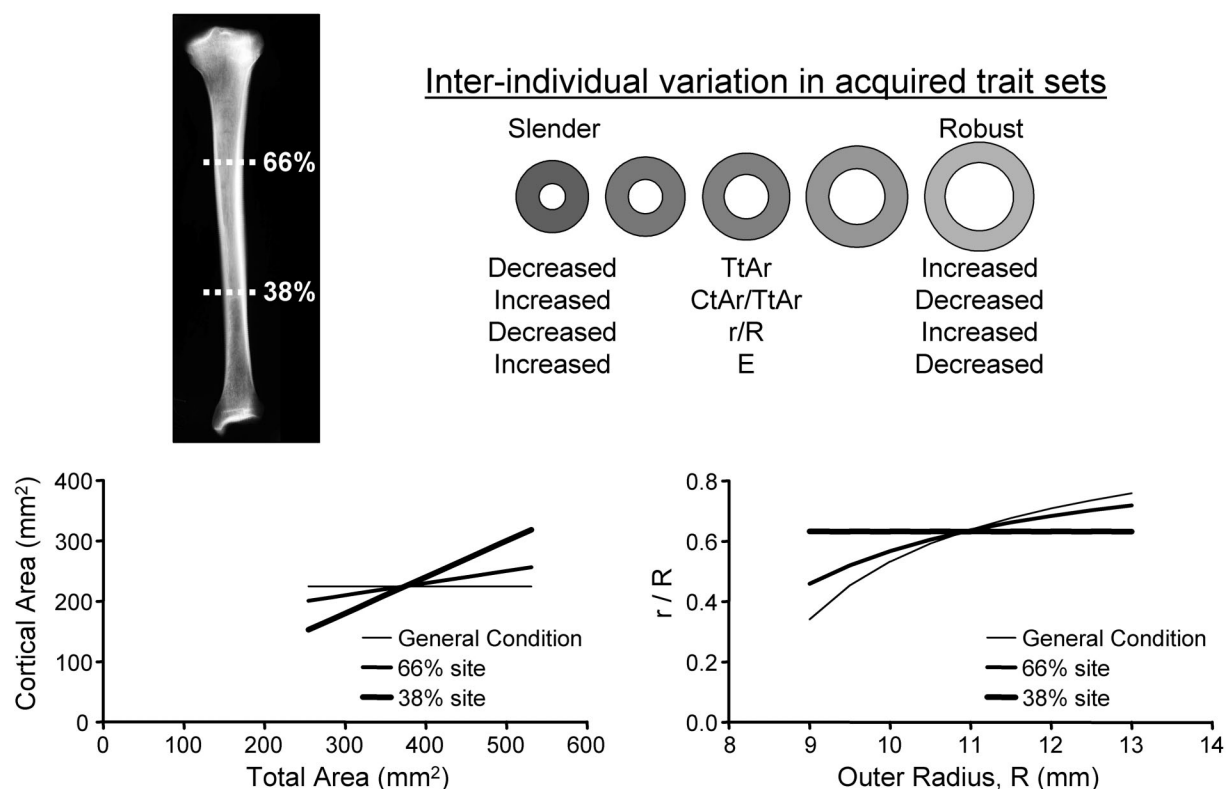 66%
38%
Inter-individual variation in acquired trait sets
Slender Robust
Decreased TtAr Increased
Increased CtAr/TtAr Decreased
Decreased r/R Increased
Increased E Decreased
Cortical Area (mm²)
400
300
200
100
0
General Condition
66% site
38% site
0 100 200 300 400 500 600
Total Area (mm²)
r / R
0.8
0.6
0.4
0.2
0.0
General Condition
66% site
38% site
8 9 10 11 12 13 14
Outer Radius, R (mm)